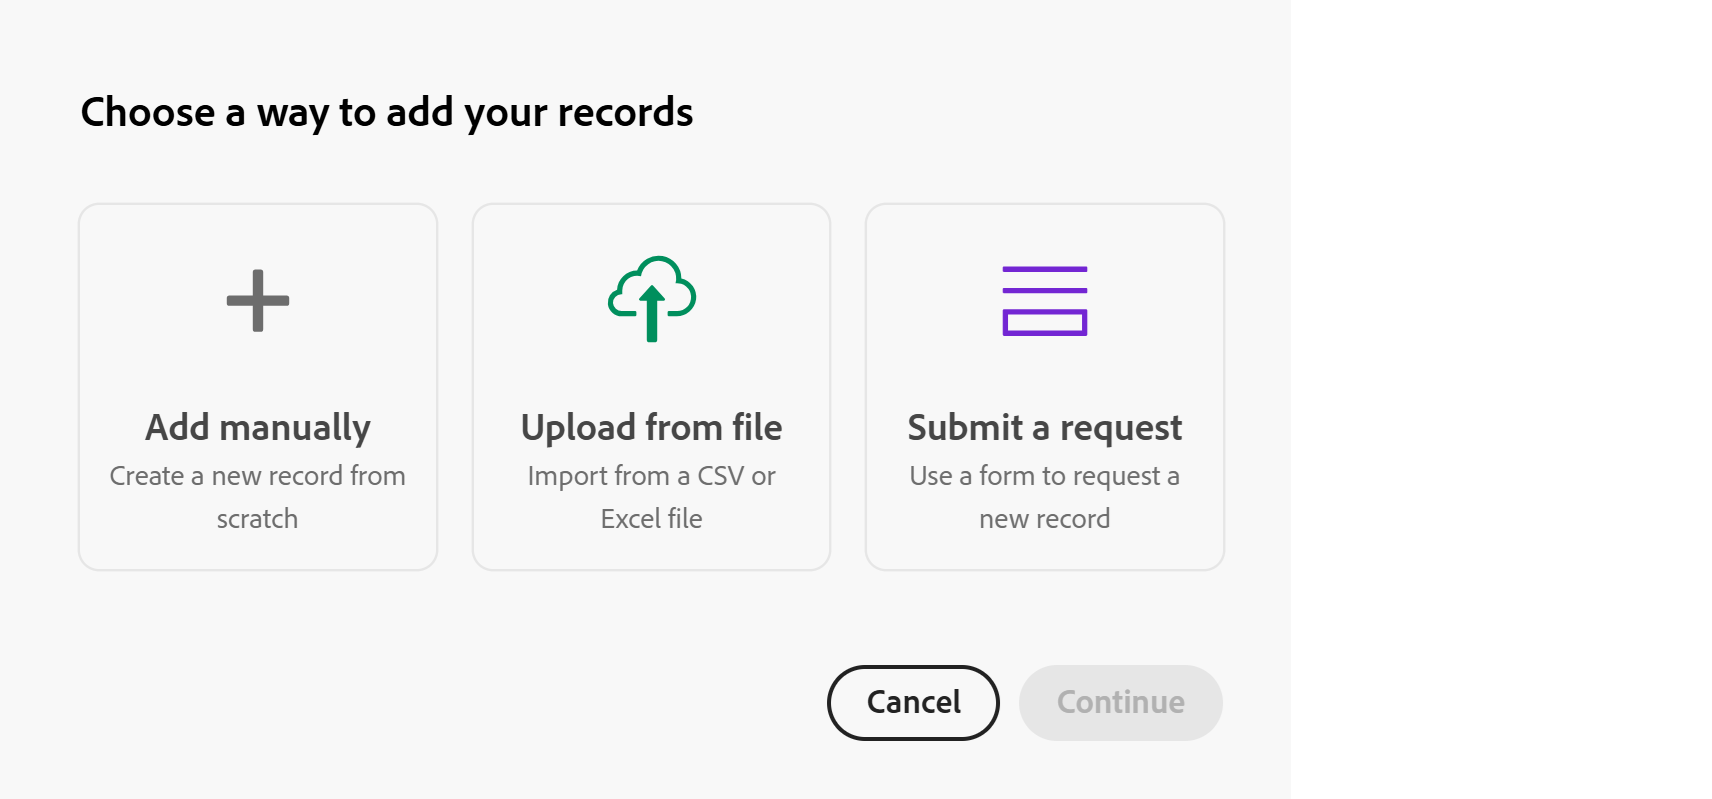 Choose a way to add your records
Add manually
Create a new record from
scratch
Upload from file
Import from a CSV or
Excel file
Submit a request
Use a form to request a
new record
Cancel
Continue